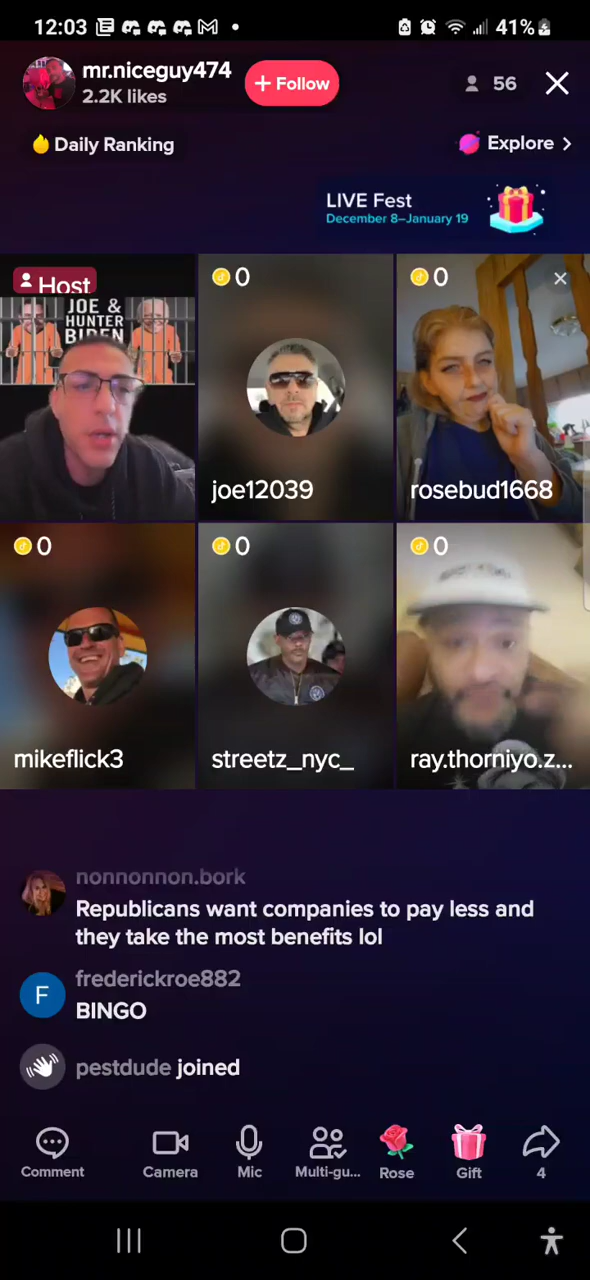 12:03
41%
mr.niceguy474
2.2K likes
+ Follow
56
Daily Ranking
Explore >
LIVE Fest
December 8–January 19
Host
JOE &
HUNTER
BIDEN
0
joe12039
0
rosebud1668
0
mikeflick3
0
streetz_nyc_
0
ray.thorniyo.z...
nonnonnon.bork
Republicans want companies to pay less and
they take the most benefits lol
F
frederickroe882
BINGO
pestdude joined
Comment
Camera
Mic
Multi-gu...
Rose
Gift
4